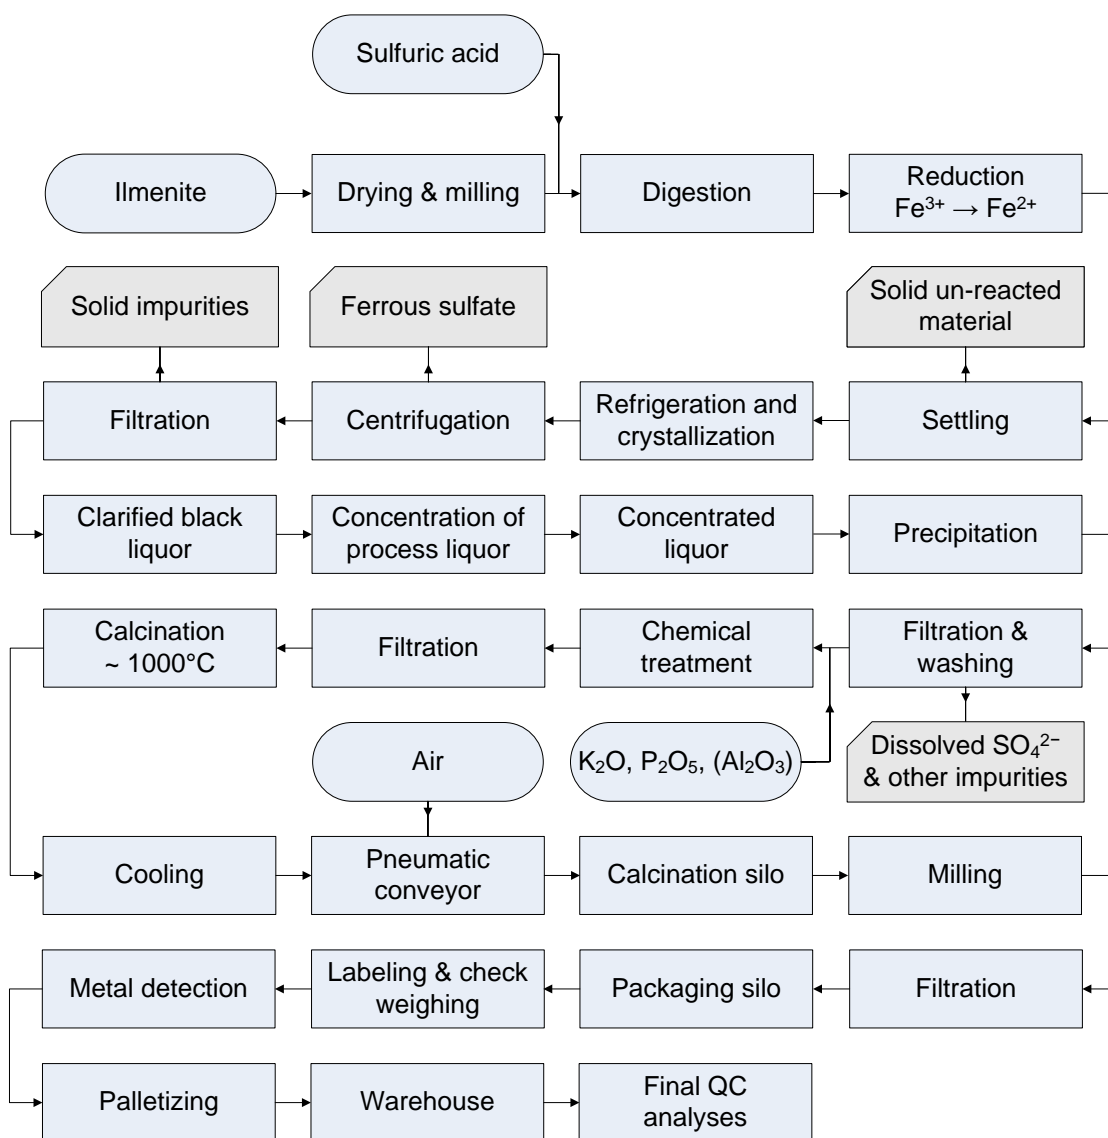 Sulfuric acid
Ilmenite
Drying & milling
Digestion
Reduction
Fe³⁺ → Fe²⁺
Solid impurities
Ferrous sulfate
Solid un-reacted
material
Filtration
Centrifugation
Refrigeration and
crystallization
Settling
Clarified black
liquor
Concentration of
process liquor
Concentrated
liquor
Precipitation
Calcination
~ 1000°C
Filtration
Chemical
treatment
Filtration &
washing
Air
K₂O, P₂O₅, (Al₂O₃)
Dissolved SO₄²⁻
& other impurities
Cooling
Pneumatic
conveyor
Calcination silo
Milling
Metal detection
Labeling & check
weighing
Packaging silo
Filtration
Palletizing
Warehouse
Final QC
analyses